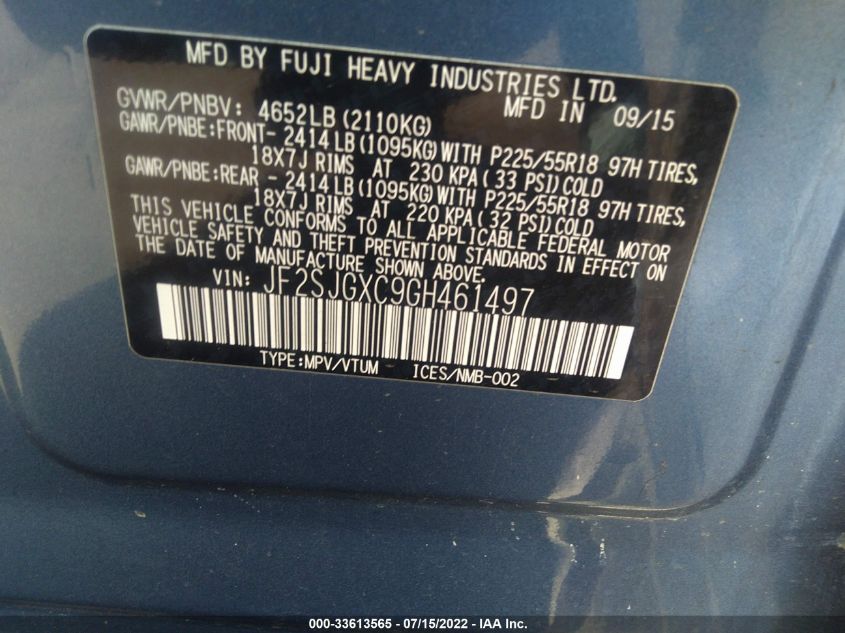 MFD BY FUJI HEAVY INDUSTRIES LTD.
GVWR/PNBV: 4652LB (2110KG) MFD IN 09/15
GAWR/PNBE:FRONT- 2414LB (1095KG) WITH P225/55R18 97H TIRES,
18X7J RIMS AT 230 KPA (33 PSI) COLD
GAWR/PNBE:REAR - 2414LB (1095KG) WITH P225/55R18 97H TIRES,
18X7J RIMS AT 220 KPA (32 PSI) COLD
THIS VEHICLE CONFORMS TO ALL APPLICABLE FEDERAL MOTOR
VEHICLE SAFETY AND THEFT PREVENTION STANDARDS IN EFFECT ON
THE DATE OF MANUFACTURE SHOWN ABOVE.
VIN: JF2SJGXC9GH461497
TYPE:MPV/VTUM ICES/NMB-002
000-33613565 - 07/15/2022 - IAA Inc.